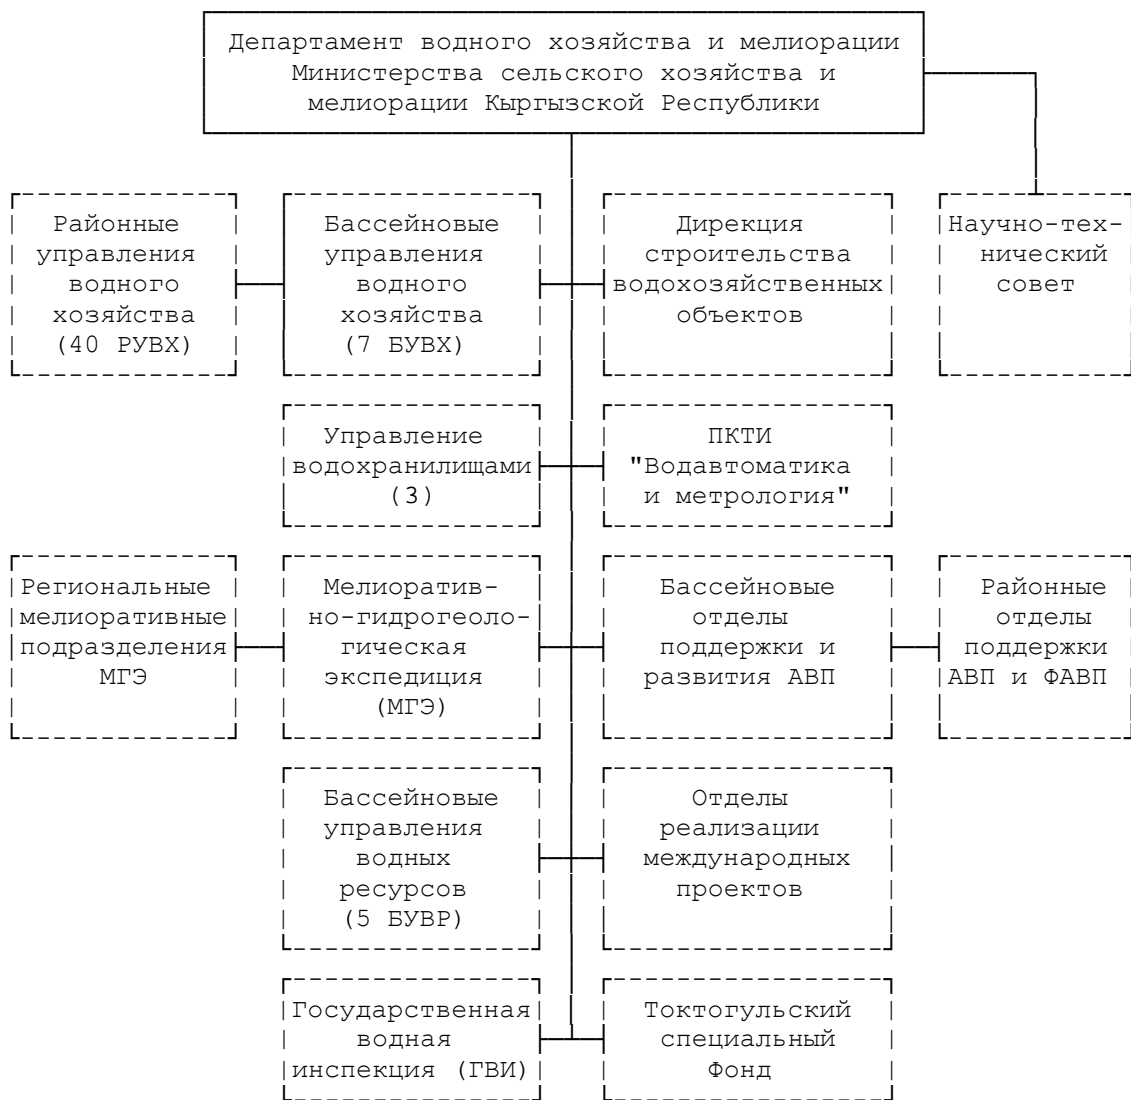 Департамент водного хозяйства и мелиорации
Министерства сельского хозяйства и
мелиорации Кыргызской Республики
Районные
управления
водного
хозяйства
(40 РУВХ)
Бассейновые
управления
водного
хозяйства
(7 БУВХ)
Дирекция
строительства
водохозяйственных
объектов
Научно-тех-
нический
совет
Управление
водохранилищами
(3)
ПКТИ
"Водавтоматика
и метрология"
Региональные
мелиоративные
подразделения
МГЭ
Мелиоратив-
но-гидрогеоло-
гическая
экспедиция
(МГЭ)
Бассейновые
отделы
поддержки и
развития АВП
Районные
отделы
поддержки
АВП и ФАВП
Бассейновые
управления
водных
ресурсов
(5 БУВР)
Отделы
реализации
международных
проектов
Государственная
водная
инспекция (ГВИ)
Токтогульский
специальный
Фонд